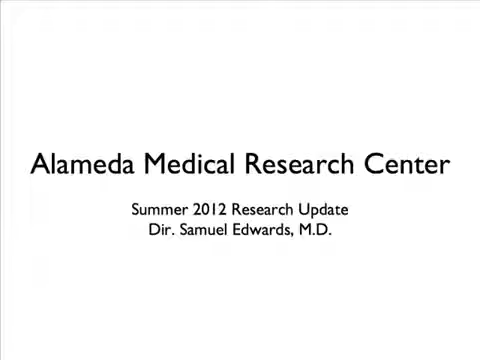 Alameda Medical Research Center
Summer 2012 Research Update
Dir. Samuel Edwards, M.D.